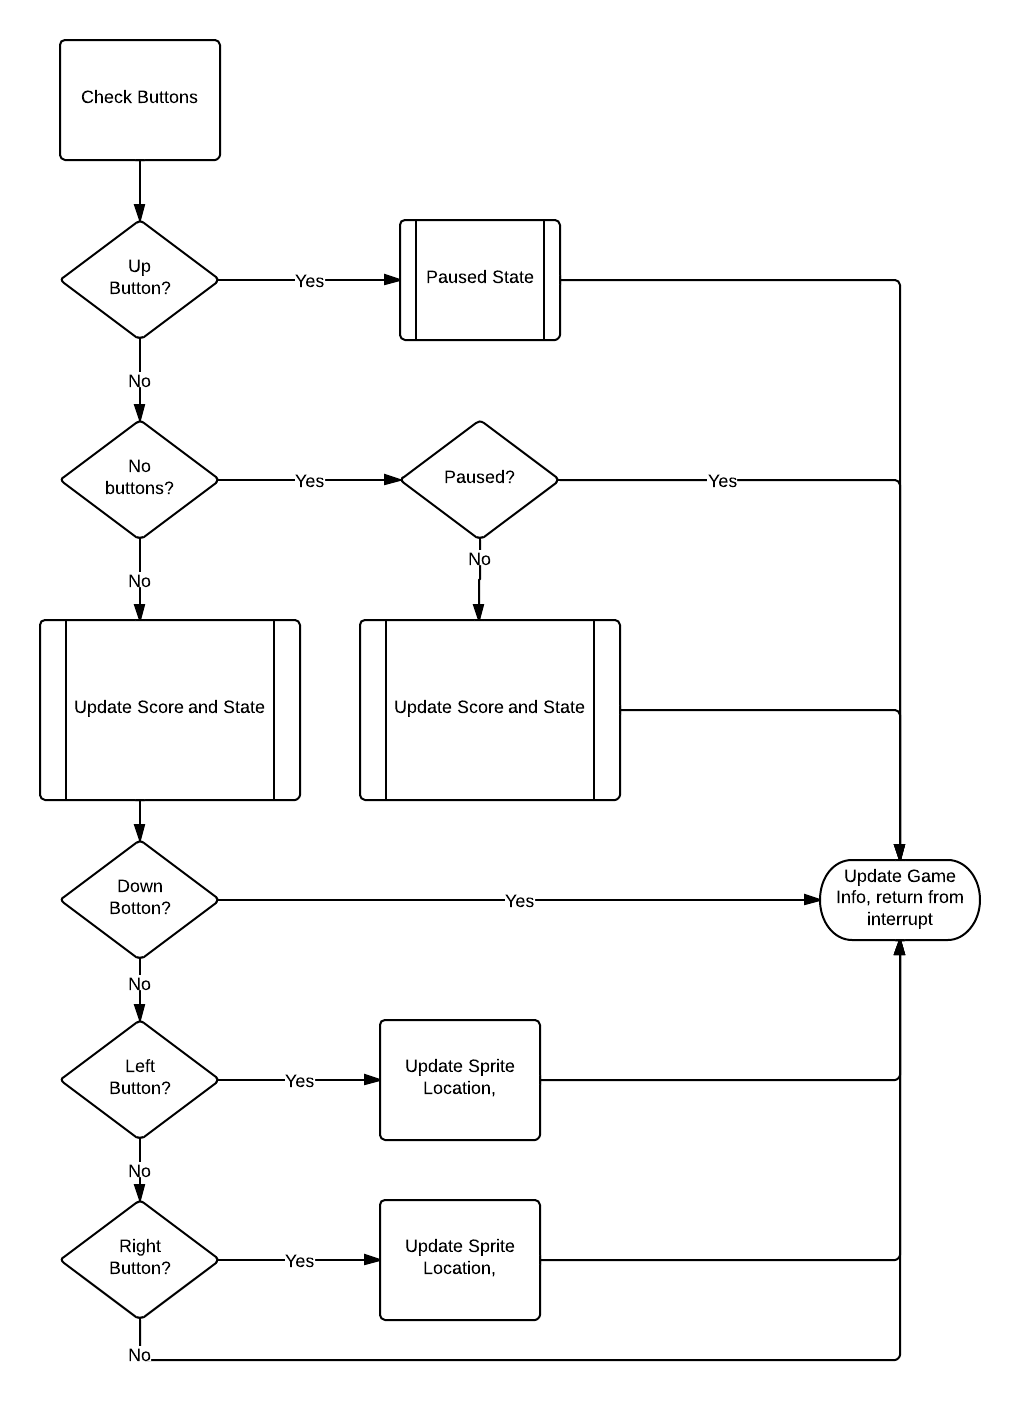 Check Buttons
Up
Button?
Yes
Paused State
No
No
buttons?
Yes
Paused?
Yes
No
No
Update Score and State
Update Score and State
Down
Botton?
Yes
Update Game
Info, return from
interrupt
No
Left
Button?
Yes
Update Sprite
Location,
No
Right
Button?
Yes
Update Sprite
Location,
No